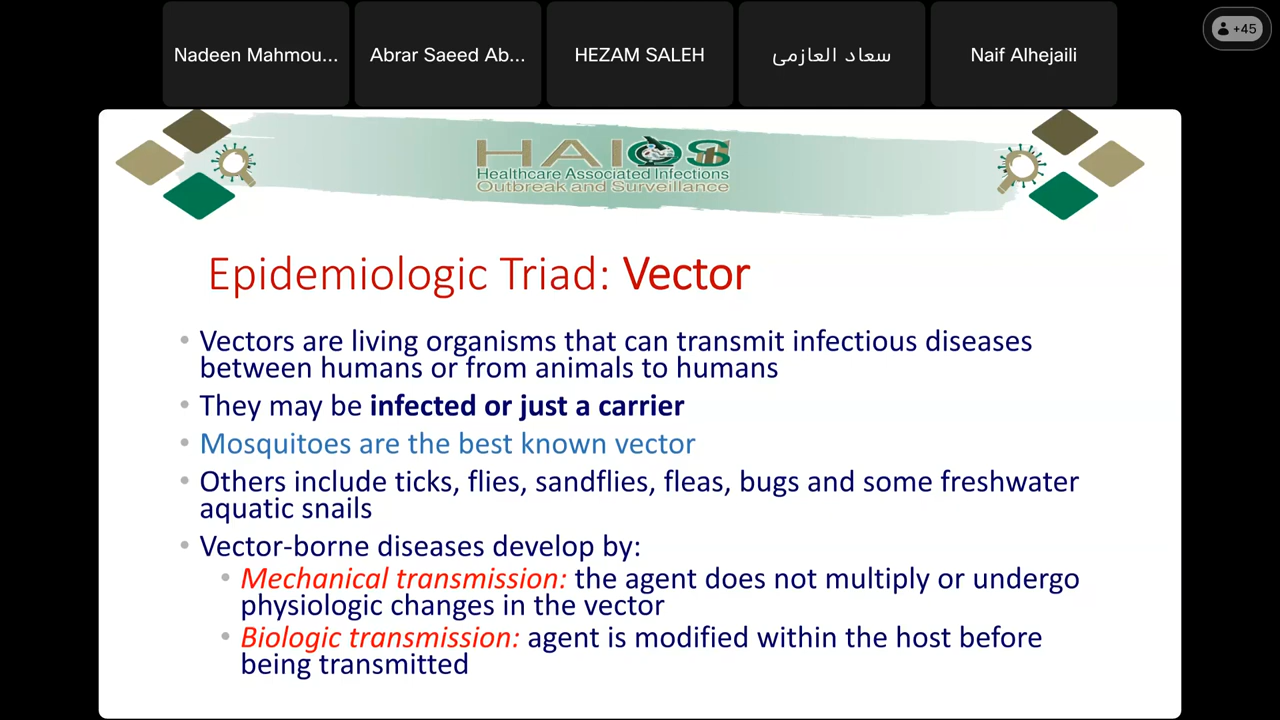 Nadeen Mahmou...
Abrar Saeed Ab...
HEZAM SALEH
سعاد العازمي
Naif Alhejaili
+45
HAIOS
Healthcare Associated Infections
Outbreak and Surveillance
Epidemiologic Triad: Vector
• Vectors are living organisms that can transmit infectious diseases
between humans or from animals to humans
• They may be infected or just a carrier
• Mosquitoes are the best known vector
• Others include ticks, flies, sandflies, fleas, bugs and some freshwater
aquatic snails
• Vector-borne diseases develop by:
• Mechanical transmission: the agent does not multiply or undergo
physiologic changes in the vector
• Biologic transmission: agent is modified within the host before
being transmitted